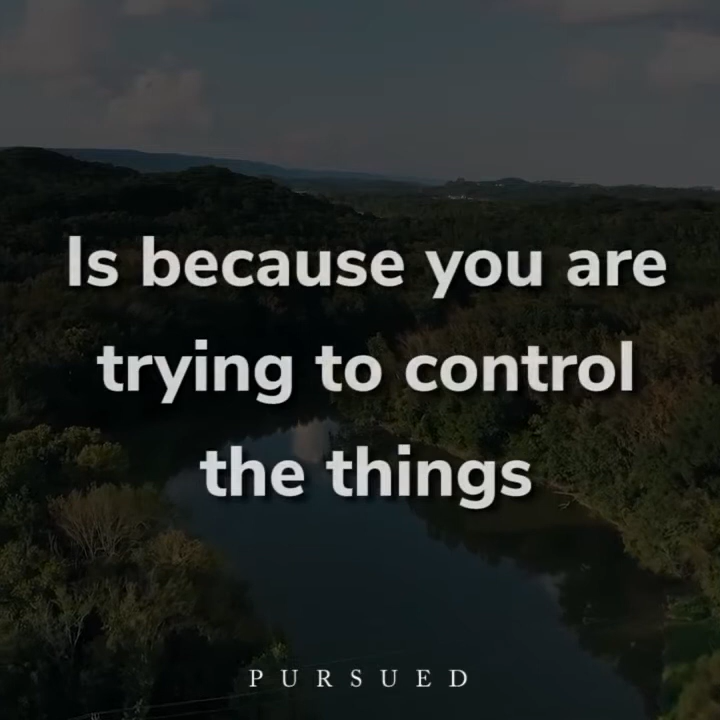 Is because you are
trying to control
the things
PURSUED